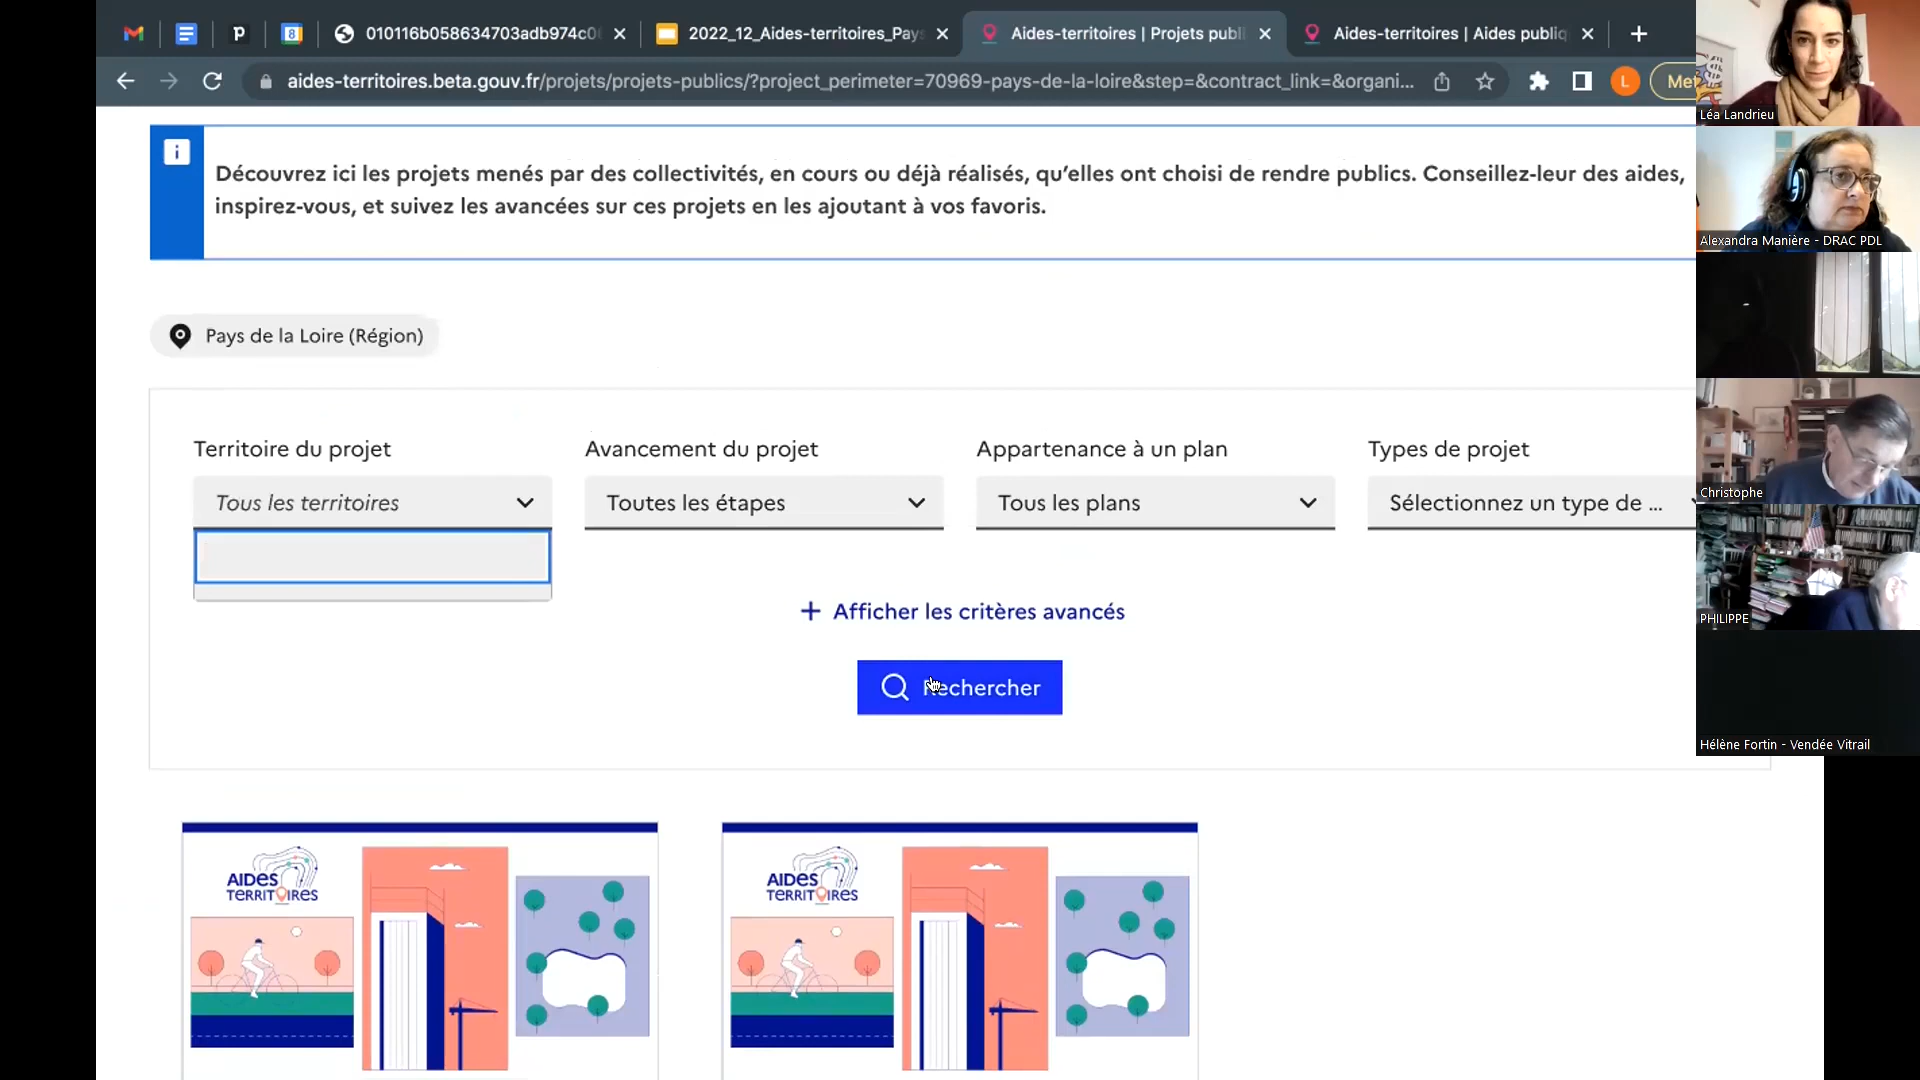 010116b058634703adb974c0
2022_12_Aides-territoires_Pays
Aides-territoires | Projets publi
Aides-territoires | Aides publiq
aides-territoires.beta.gouv.fr/projets/projets-publics/?project_perimeter=70969-pays-de-la-loire&step=&contract_link=&organi...
L
Met
Léa Landrieu
Découvrez ici les projets menés par des collectivités, en cours ou déjà réalisés, qu’elles ont choisi de rendre publics. Conseillez-leur des aides,
inspirez-vous, et suivez les avancées sur ces projets en les ajoutant à vos favoris.
Alexandra Manière - DRAC PDL
Pays de la Loire (Région)
Territoire du projet
Avancement du projet
Appartenance à un plan
Types de projet
Tous les territoires
Toutes les étapes
Tous les plans
Sélectionnez un type de ...
Christophe
+ Afficher les critères avancés
PHILIPPE
Rechercher
Hélène Fortin - Vendée Vitrail
AIDES
TERRITOIRES
AIDES
TERRITOIRES